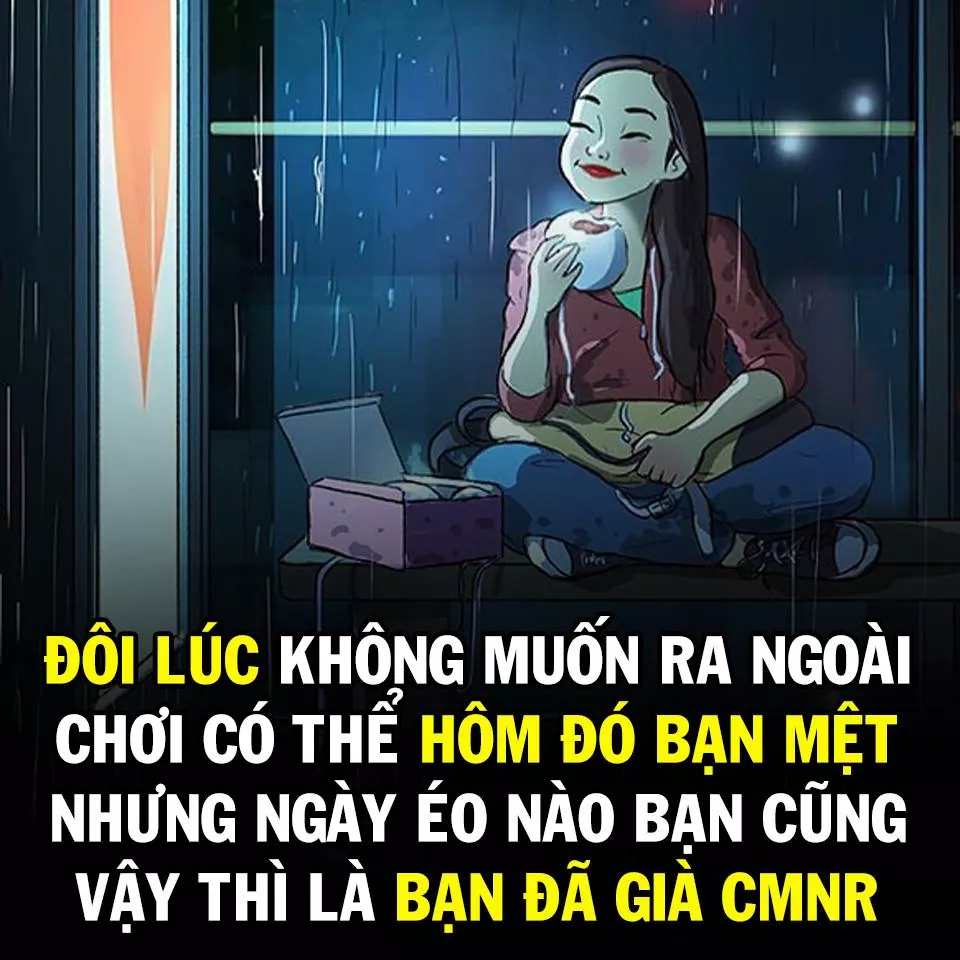 ĐÔI LÚC KHÔNG MUỐN RA NGOÀI
CHƠI CÓ THỂ HÔM ĐÓ BẠN MỆT
NHƯNG NGÀY ÉO NÀO BẠN CŨNG
VẬY THÌ LÀ BẠN ĐÃ GIÀ CMNR